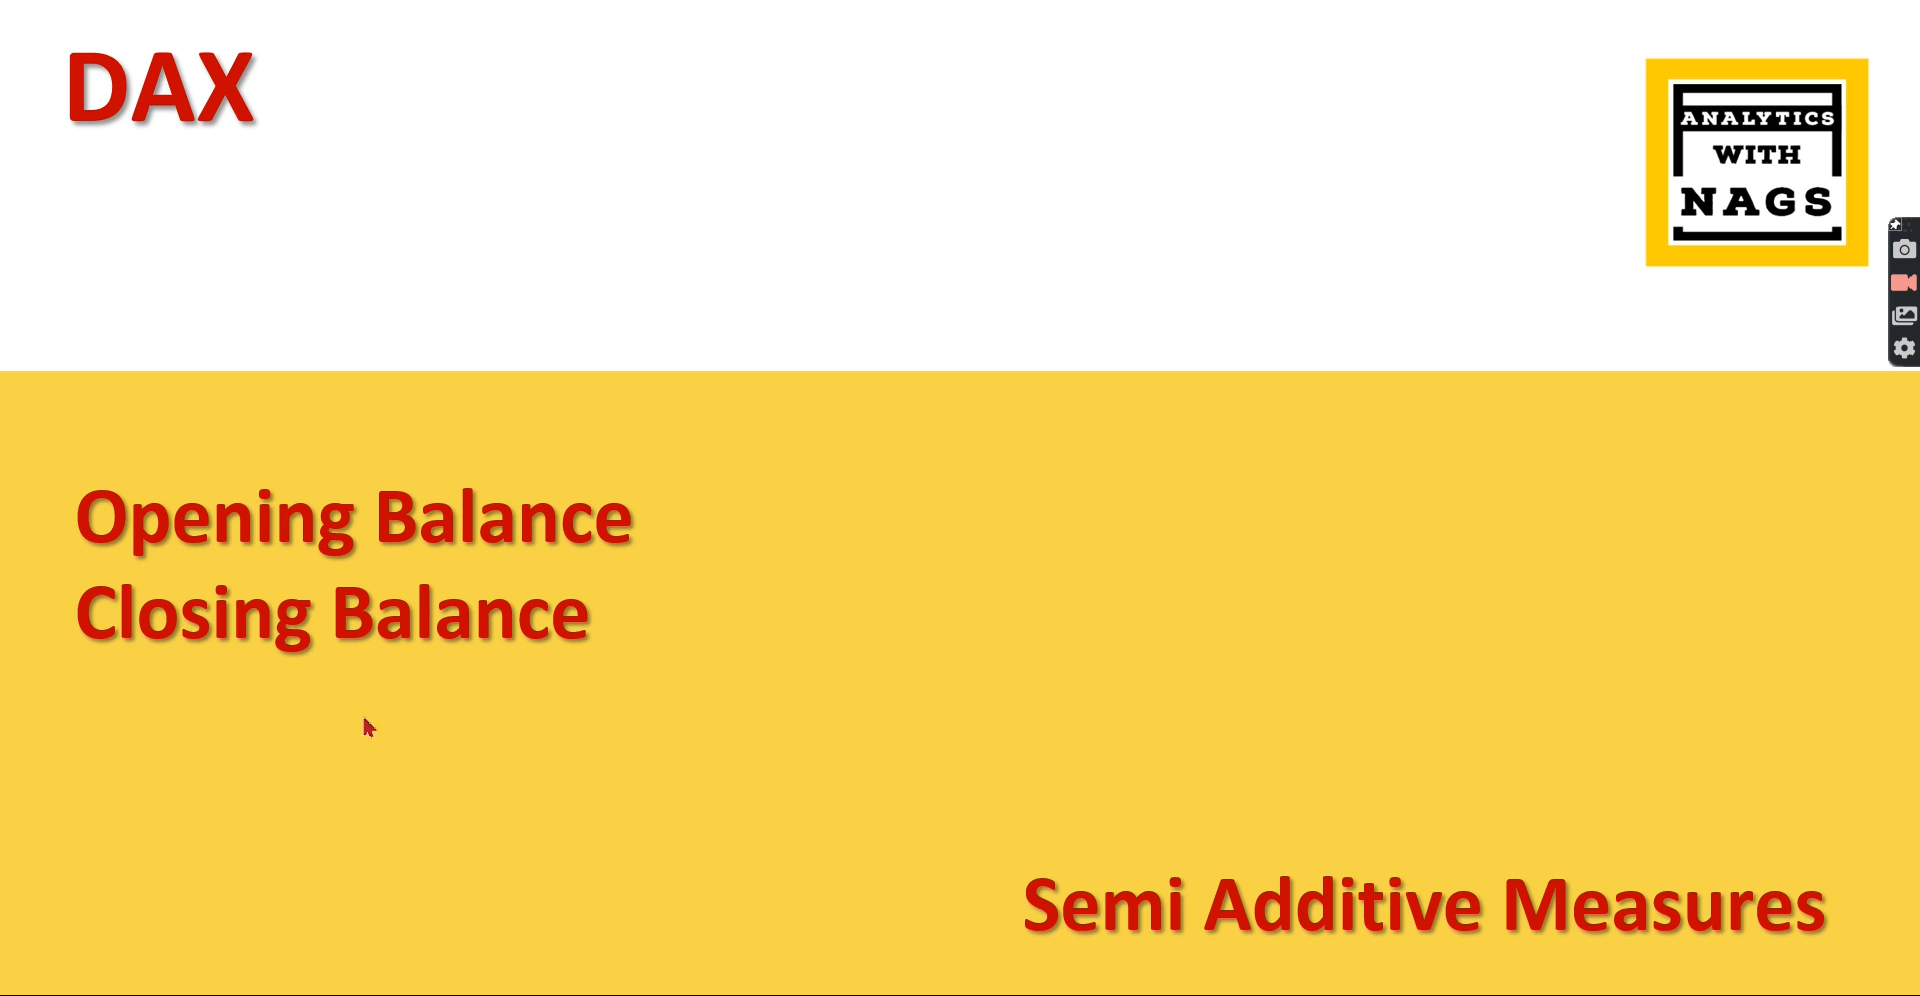 DAX
ANALYTICS
WITH
NAGS
Opening Balance
Closing Balance
Semi Additive Measures